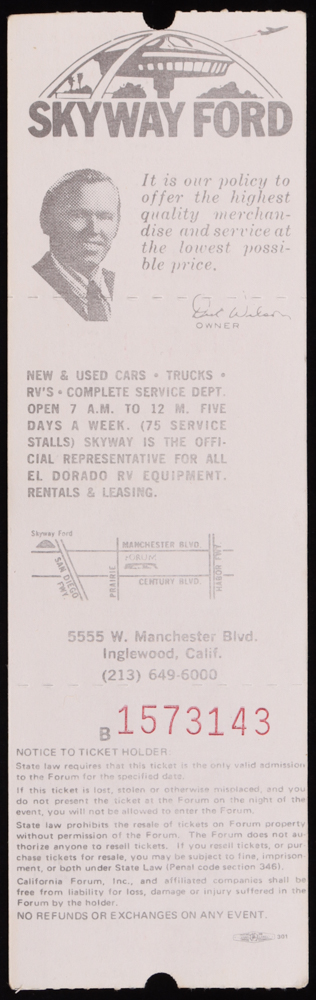 SKYWAY FORD
It is our policy to
offer the highest
quality merchan-
dise and service at
the lowest possi-
ble price.
OWNER
NEW & USED CARS • TRUCKS •
RV'S • COMPLETE SERVICE DEPT.
OPEN 7 A.M. TO 12 M. FIVE
DAYS A WEEK. (75 SERVICE
STALLS) SKYWAY IS THE OFFI-
CIAL REPRESENTATIVE FOR ALL
EL DORADO RV EQUIPMENT.
RENTALS & LEASING.
Skyway Ford
MANCHESTER BLVD.
FORUM
SAN DIEGO FWY.
PRAIRIE
CENTURY BLVD.
HARBOR FWY
5555 W. Manchester Blvd.
Inglewood, Calif.
(213) 649-6000
B 1573143
NOTICE TO TICKET HOLDER:
State law requires that this ticket is the only valid admission
to the Forum for the specified date.
If this ticket is lost, stolen or otherwise misplaced, and you
do not present the ticket at the Forum on the night of the
event, you will not be allowed to enter the Forum.
State law prohibits the resale of tickets on Forum property
without permission of the Forum. The Forum does not au-
thorize anyone to resell tickets. If you resell tickets, or pur-
chase tickets for resale, you may be subject to fine, imprison-
ment, or both under State Law (Penal code section 346).
California Forum, Inc., and affiliated companies shall be
free from liability for loss, damage or injury suffered in the
Forum by the holder.
NO REFUNDS OR EXCHANGES ON ANY EVENT.